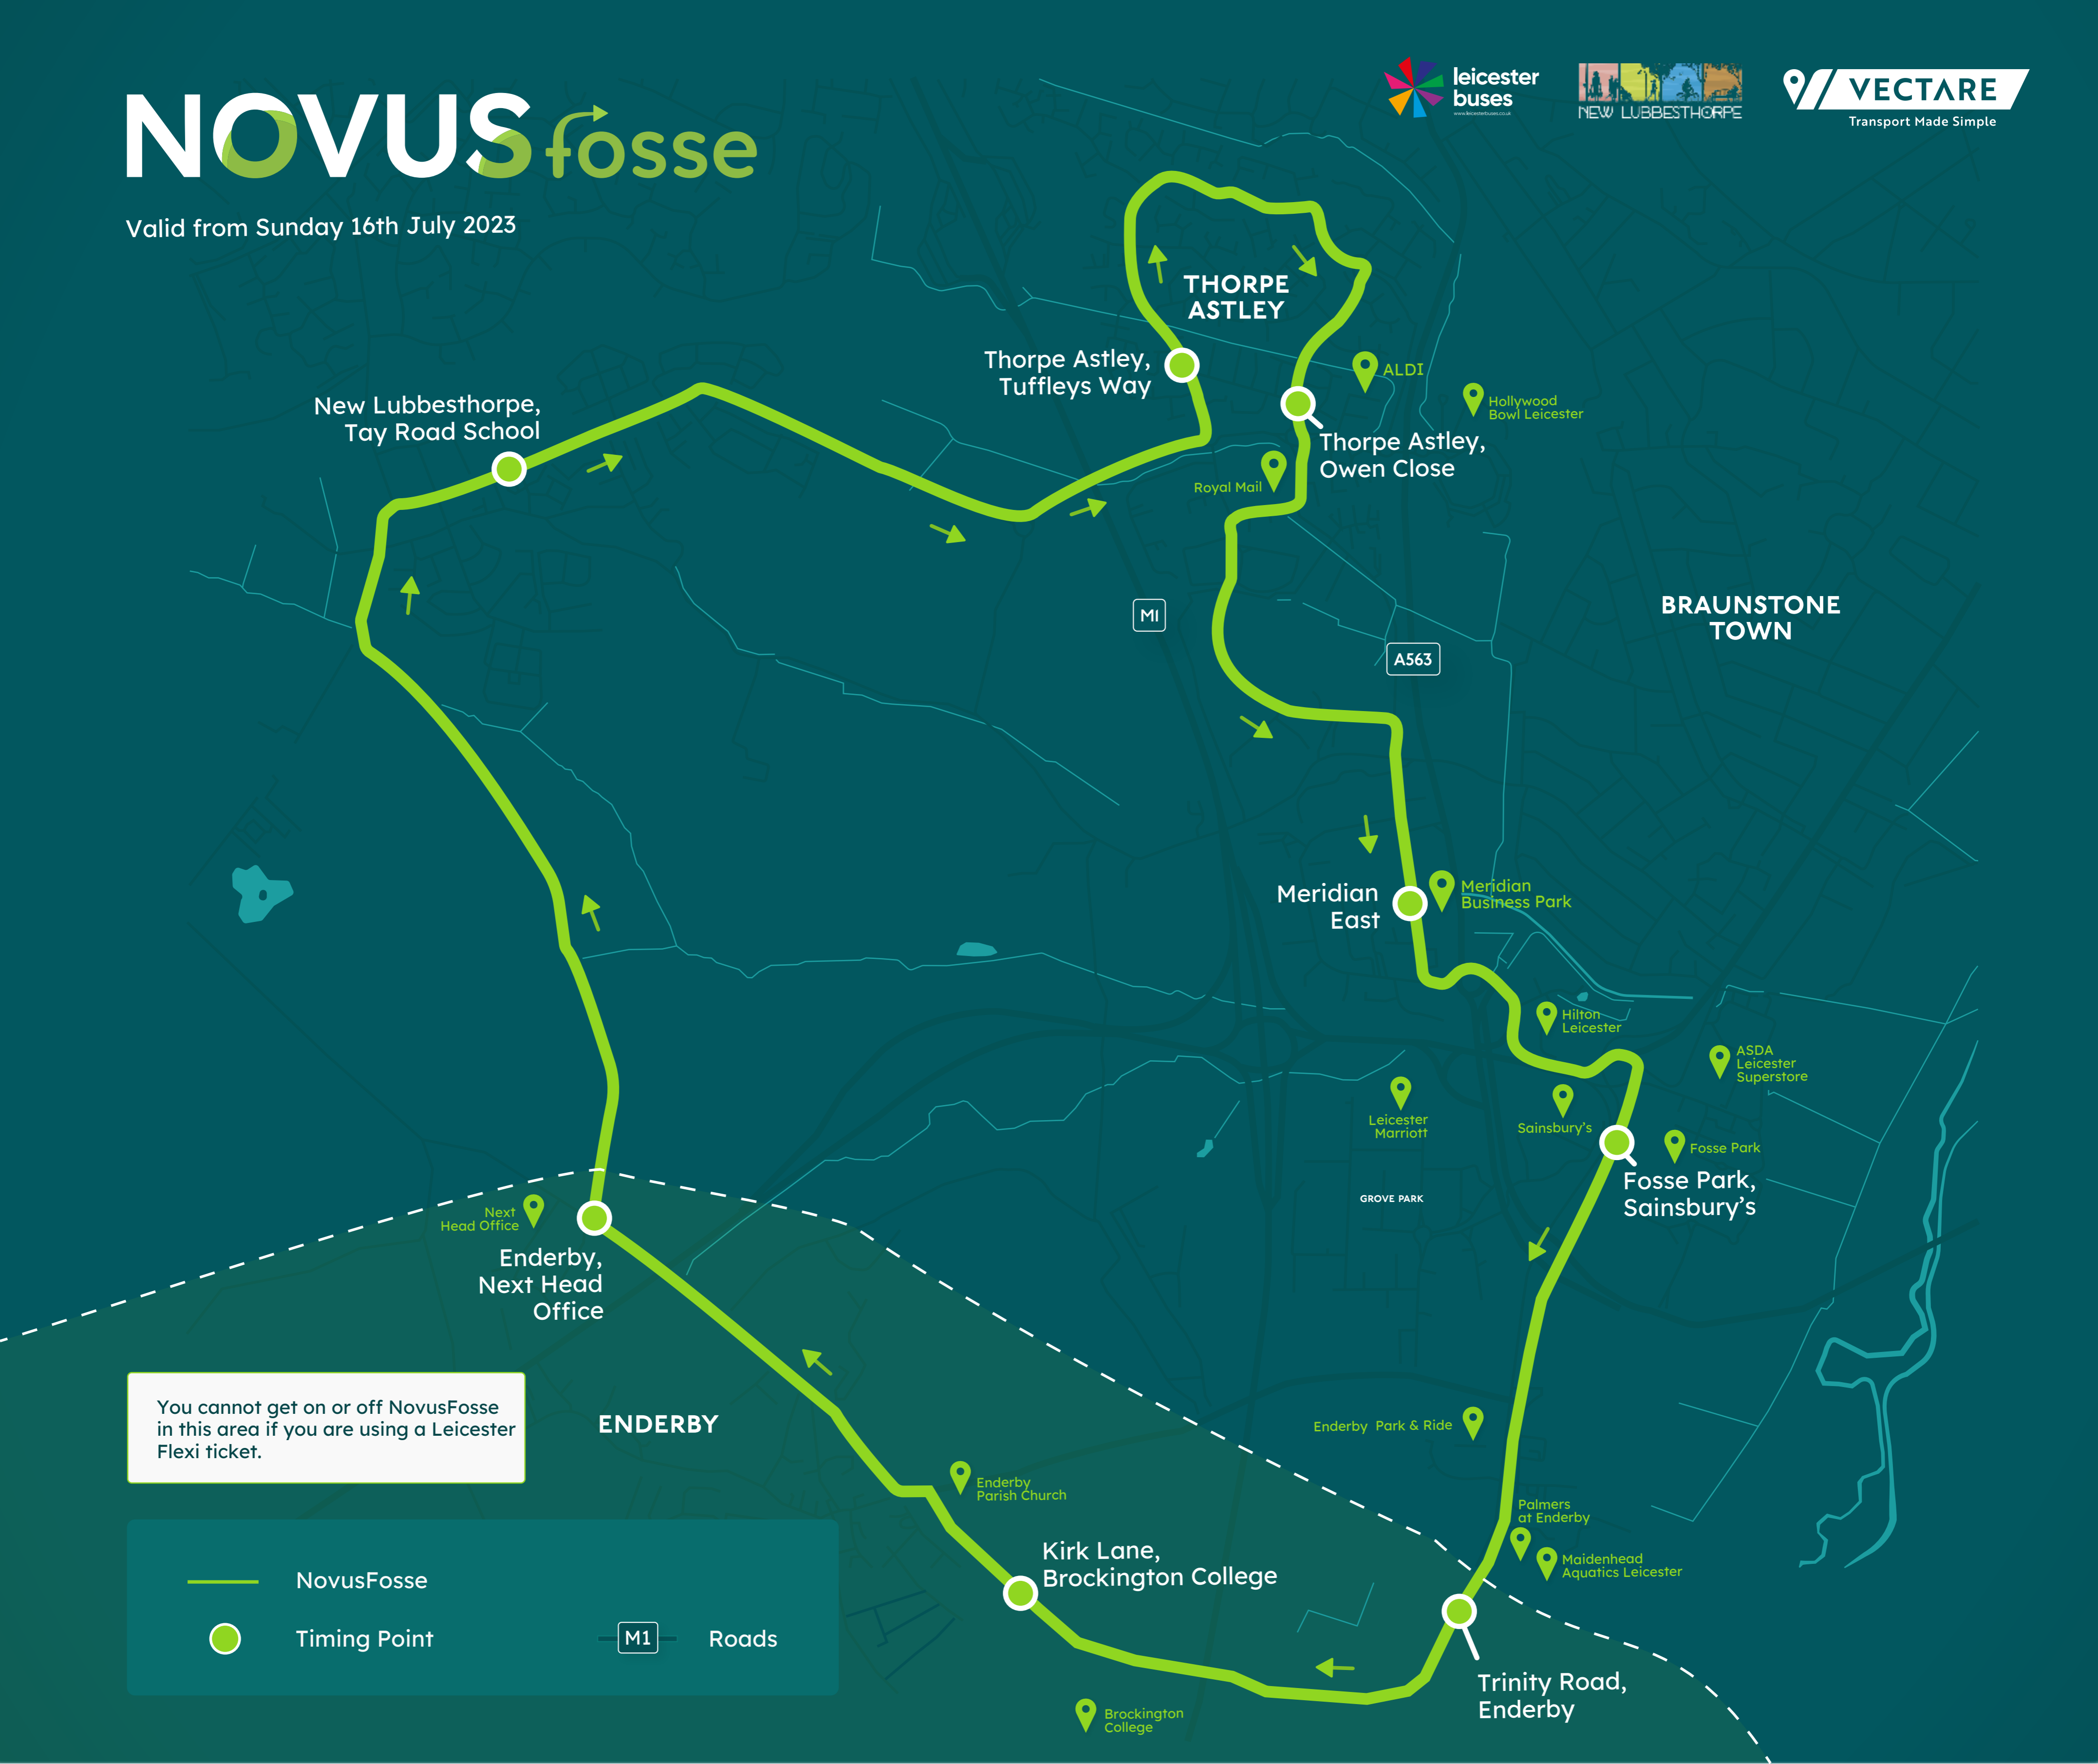 NOVUS fosse
Valid from Sunday 16th July 2023
leicester
buses
www.leicesterbuses.co.uk
NEW LUBBESTHORPE
VECTARE
Transport Made Simple
THORPE
ASTLEY
Thorpe Astley,
Tuffleys Way
ALDI
Hollywood
Bowl Leicester
New Lubbesthorpe,
Tay Road School
Thorpe Astley,
Owen Close
Royal Mail
M1
A563
BRAUNSTONE
TOWN
Meridian
East
Meridian
Business Park
Hilton
Leicester
ASDA
Leicester
Superstore
Leicester
Marriott
Sainsbury's
Fosse Park
Fosse Park,
Sainsbury's
GROVE PARK
Next
Head Office
Enderby,
Next Head
Office
You cannot get on or off NovusFosse
in this area if you are using a Leicester
Flexi ticket.
ENDERBY
Enderby Park & Ride
Enderby
Parish Church
Palmers
at Enderby
Maidenhead
Aquatics Leicester
Kirk Lane,
Brockington College
Trinity Road,
Enderby
Brockington
College
NovusFosse
Timing Point
M1
Roads